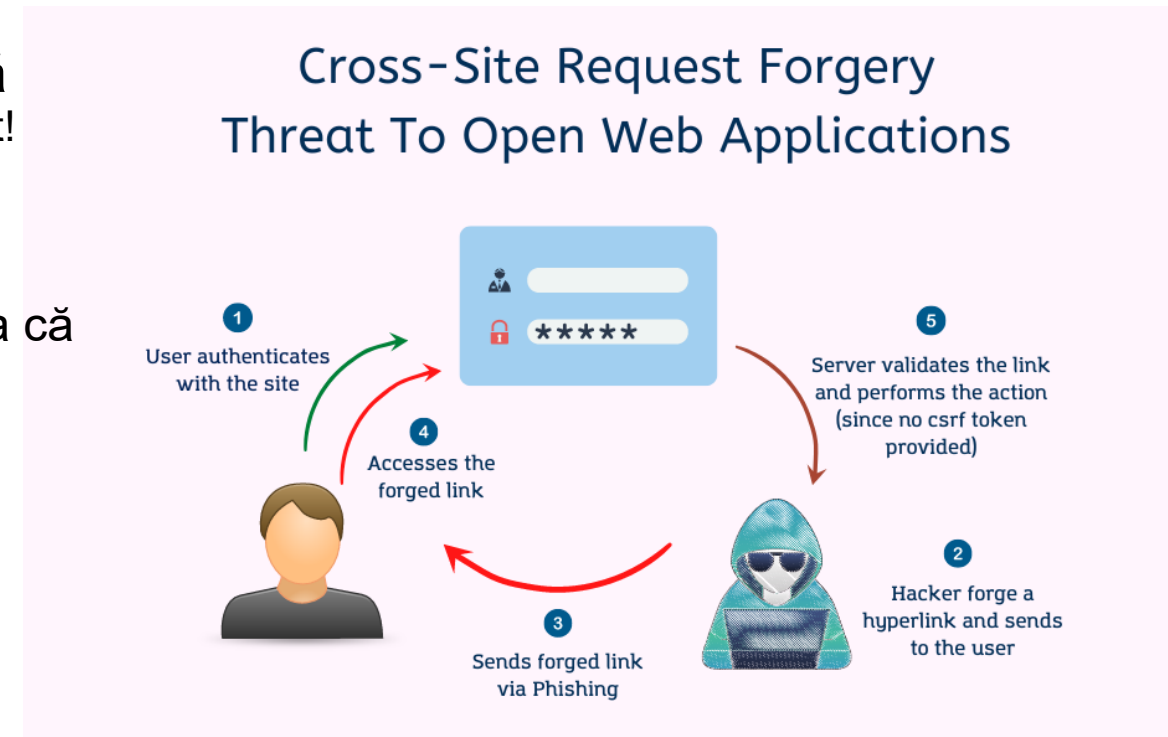 Cross-Site Request Forgery
Threat To Open Web Applications
t!
că
1
User authenticates
with the site
4
Accesses the
forged link
*****
5
Server validates the link
and performs the action
(since no csrf token
provided)
3
Sends forged link
via Phishing
2
Hacker forge a
hyperlink and sends
to the user